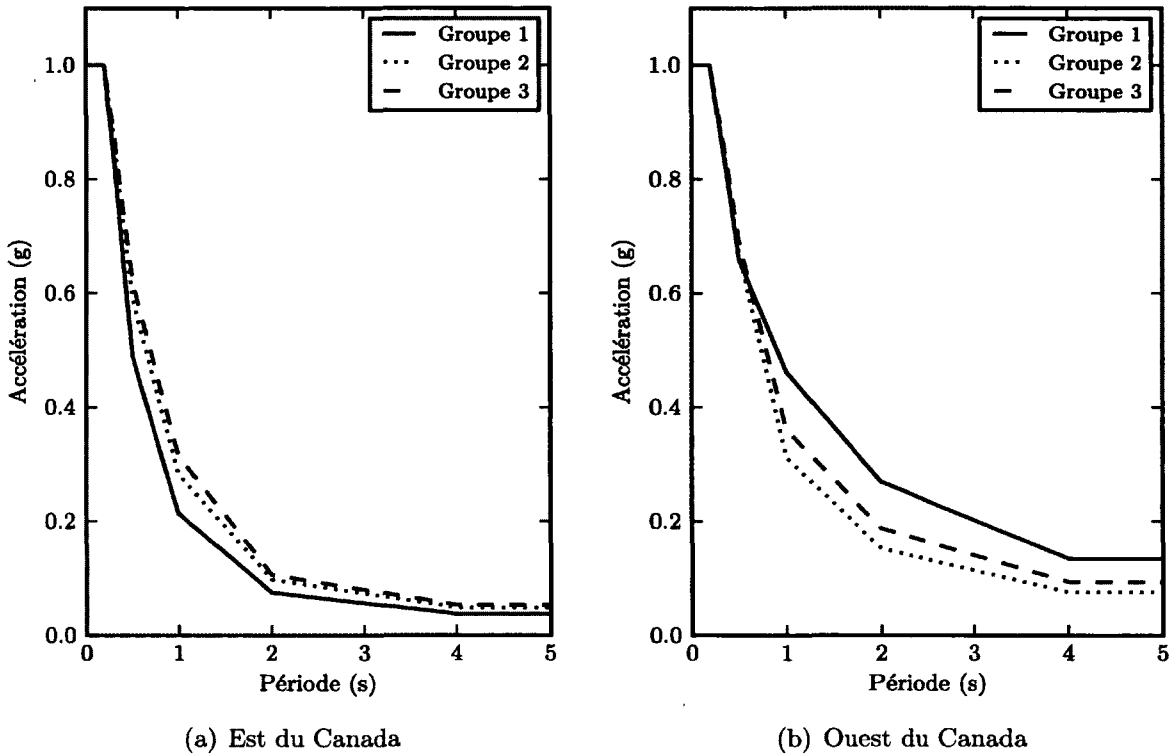 Groupe 1
Groupe 2
Groupe 3
1.0
0.8
0.6
0.4
0.2
0.0
0 1 2 3 4 5
Accélération (g)
Période (s)
(a) Est du Canada
Groupe 1
Groupe 2
Groupe 3
1.0
0.8
0.6
0.4
0.2
0.0
0 1 2 3 4 5
Accélération (g)
Période (s)
(b) Ouest du Canada